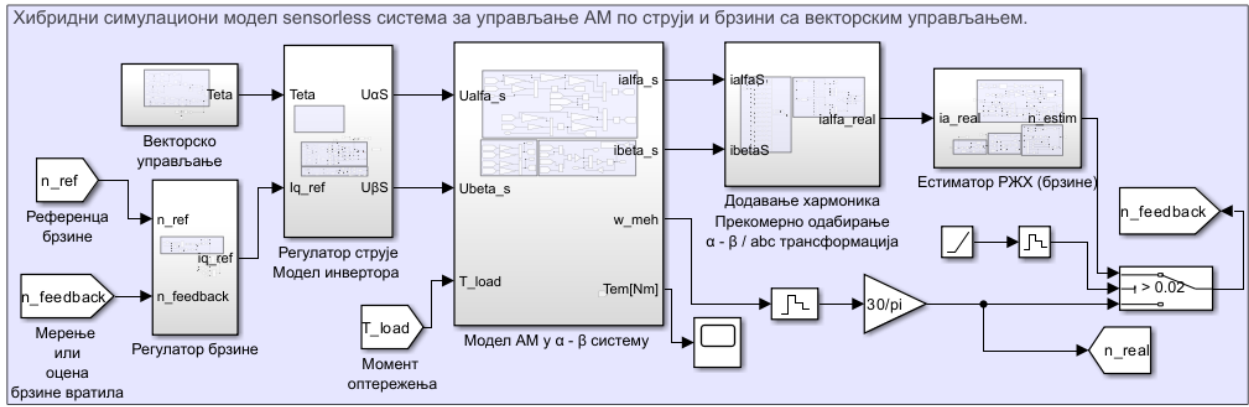 Хибридни симулациони модел sensorless система за управљање АМ по струји и брзини са векторским управљањем.
Teta
Векторско
управљање
n_ref
Референца
брзине
n_feedback
Мерење
или
оцена
брзине вратила
n_ref
n_feedback
iq_ref
Регулатор брзине
Teta
Iq_ref
UαS
UβS
Регулатор струје
Модел инвертора
T_load
Момент
оптережења
Ualfa_s
Ubeta_s
T_load
ialfa_s
ibeta_s
w_meh
Tem[Nm]
Модел АМ у α - β систему
ialfaS
ibetaS
ialfa_real
Додавање хармоника
Прекомерно одабирање
α - β / abc трансформација
ia_real
n_estim
Естиматор РЖХ (брзине)
30/pi
> 0.02
n_feedback
n_real